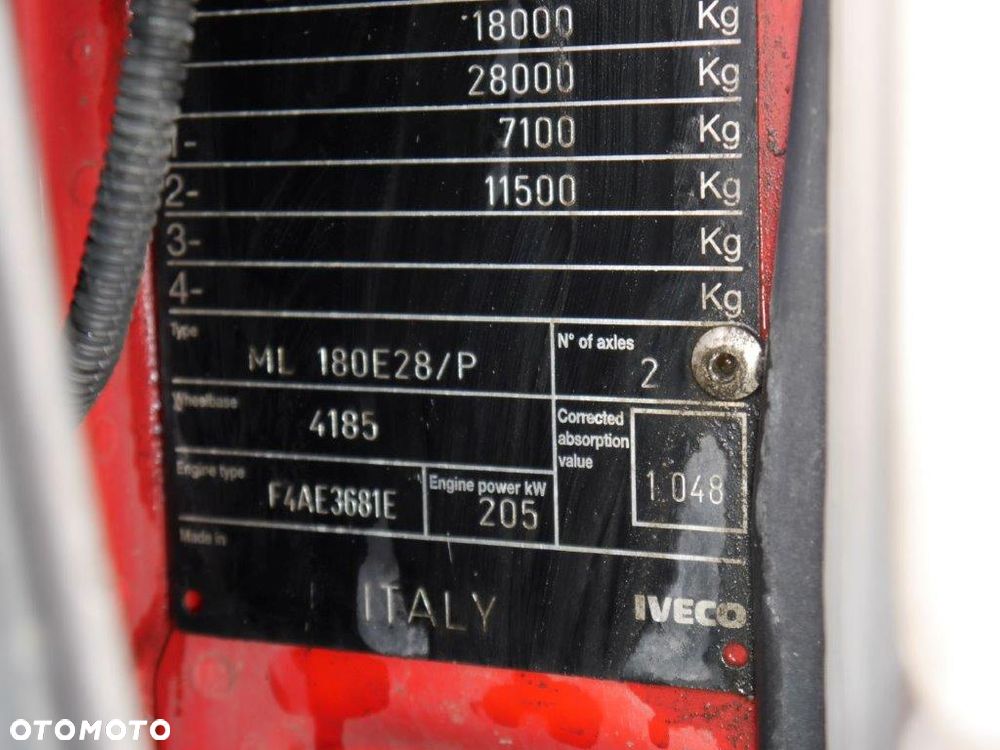 18000 Kg
28000 Kg
1- 7100 Kg
2- 11500 Kg
3- Kg
4- Kg
Type
ML 180E28/P
N° of axles
2
Wheelbase
4185
Corrected
absorption
value
1.048
Engine type
F4AE3681E
Engine power kW
205
Made in
ITALY
IVECO
OTOMOTO